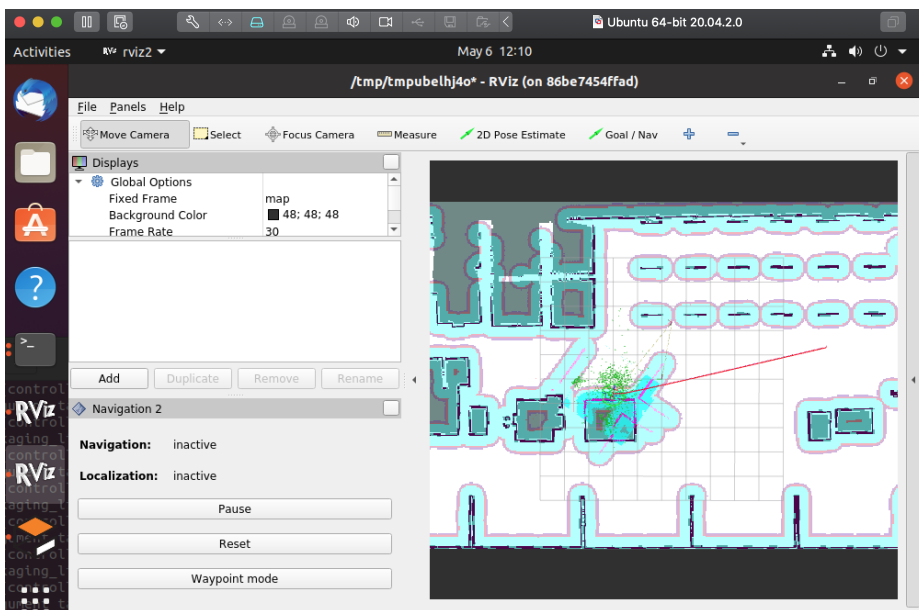 Ubuntu 64-bit 20.04.2.0
Activities
RViz
rviz2
May 6 12:10
/tmp/tmpubelhj4o* - RViz (on 86be7454ffad)
File Panels Help
Move Camera Select Focus Camera Measure 2D Pose Estimate Goal / Nav
Displays
Global Options
Fixed Frame map
Background Color 48; 48; 48
Frame Rate 30
Add Duplicate Remove Rename
Navigation 2
Navigation: inactive
Localization: inactive
Pause
Reset
Waypoint mode
RViz
RViz